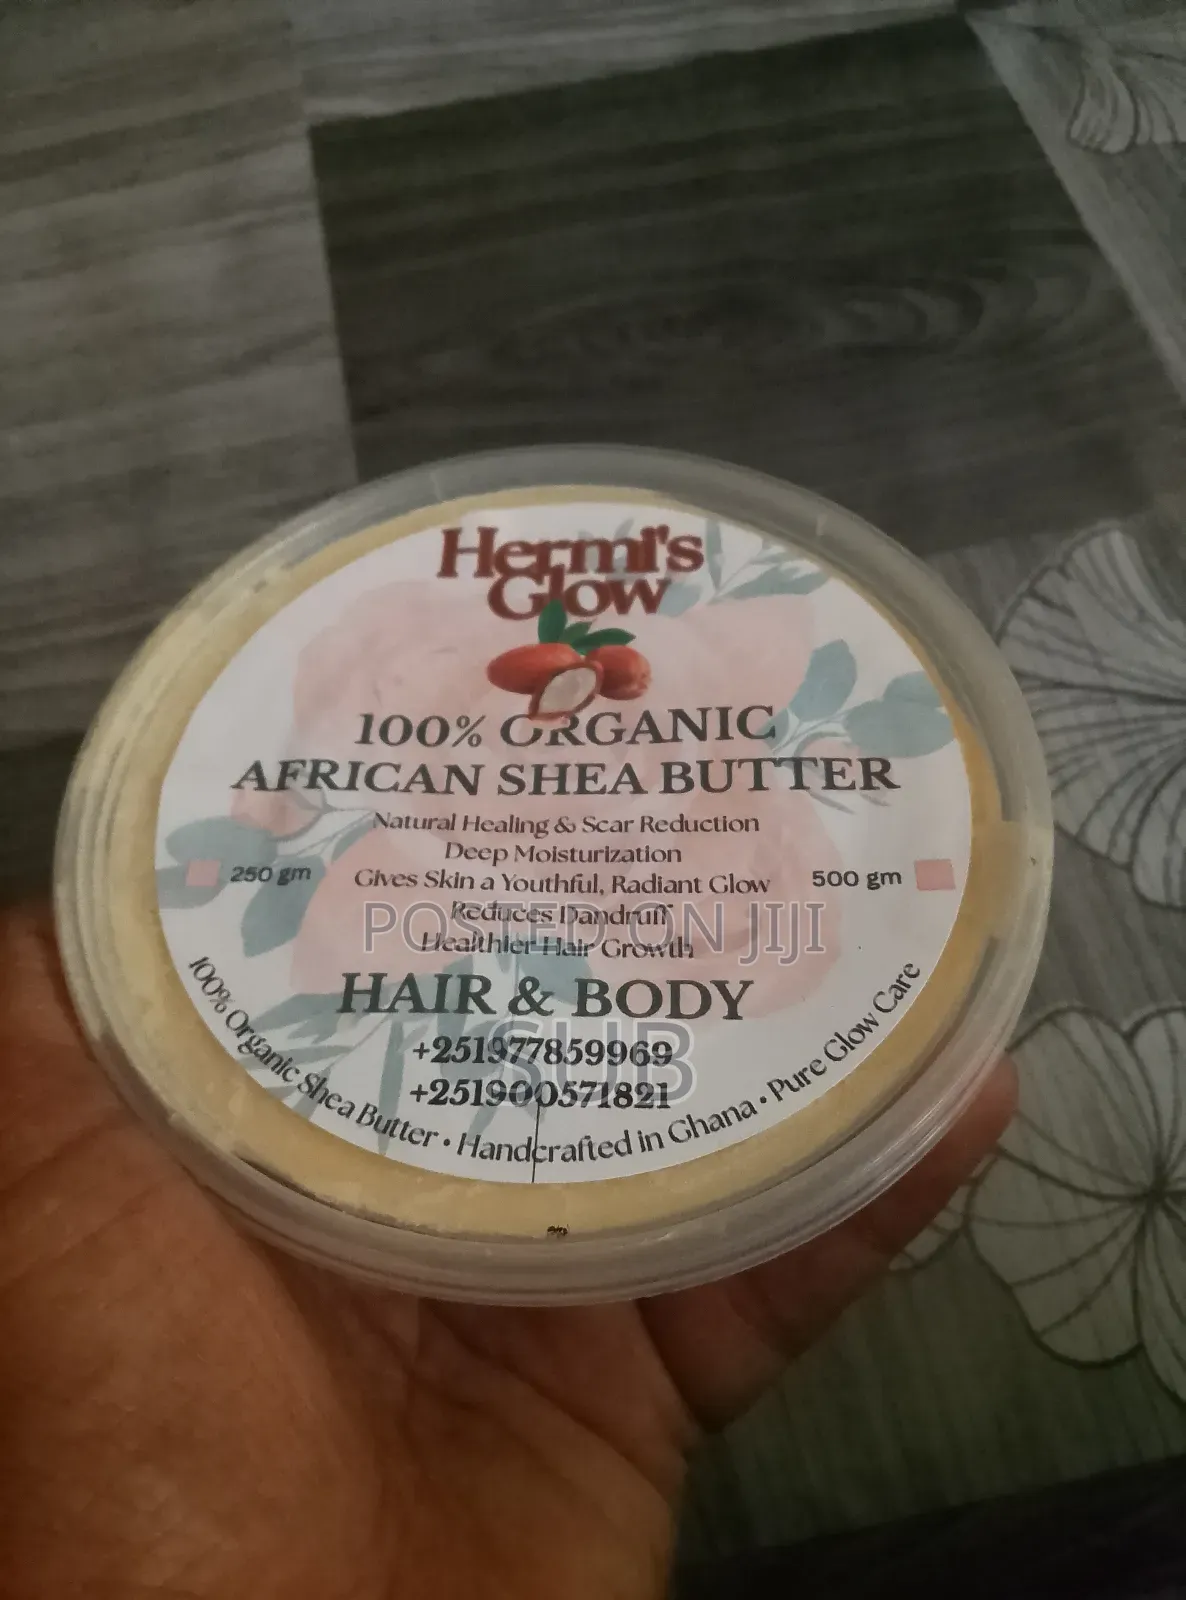 Hermi's
Glow
100% ORGANIC
AFRICAN SHEA BUTTER
Natural Healing & Scar Reduction
Deep Moisturization
250 gm
Gives Skin a Youthful, Radiant Glow
500 gm
Reduces Dandruff
POSTED ON JIJI
Healthier Hair Growth
HAIR & BODY
SUB
+251977859969
+251900571821
100% Organic Shea Butter • Handcrafted in Ghana • Pure Glow Care